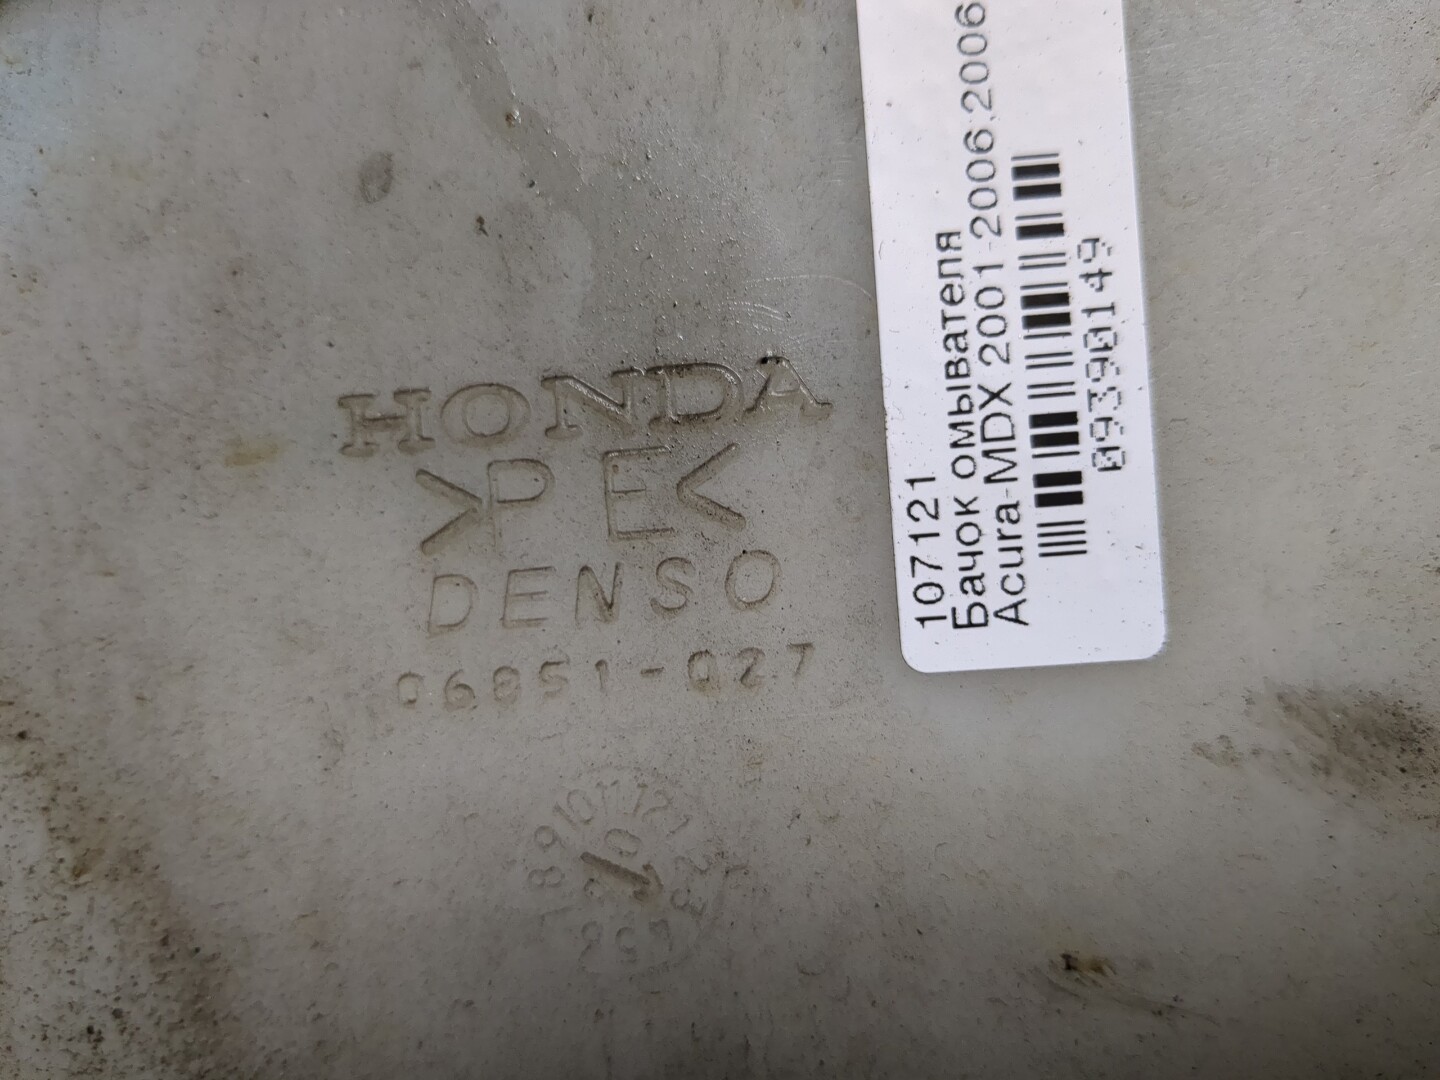 HONDA
>PE<
DENSO
06851-027
107121
Бачок омывателя
Acura-MDX 2001-2006 2006
09390149